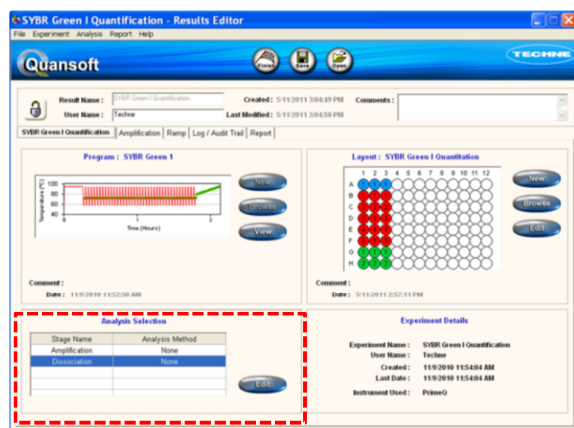 SYBR Green I Quantification - Results Editor
File Experiment Analysis Report Help
Quansoft
Finish Save Open
TECHNE
Result Name : SYBR Green I Quantification
Created : 5/11/2011 3:04:49 PM
Comments :
User Name : Techne
Last Modified : 5/11/2011 3:04:50 PM
SYBR Green I Quantification Amplification Ramp Log / Audit Trail Report
Program : SYBR Green 1
Temperature (°C)
100
80
60
40
0 1 2
Time (Hours)
New
Browse
View
Comment :
Date : 11/9/2010 11:52:50 AM
Layout : SYBR Green I Quantitation
1 2 3 4 5 6 7 8 9 10 11 12
A
B
C
D
E
F
G
H
New
Browse
Edit
Comment :
Date : 5/11/2011 2:57:11 PM
Analysis Selection
Stage Name Analysis Method
Amplification None
Dissociation None
Edit
Experiment Details
Experiment Name : SYBR Green I Quantification
User Name : Techne
Created : 11/9/2010 11:54:04 AM
Last Date : 11/9/2010 11:54:04 AM
Instrument Used : PrimeQ